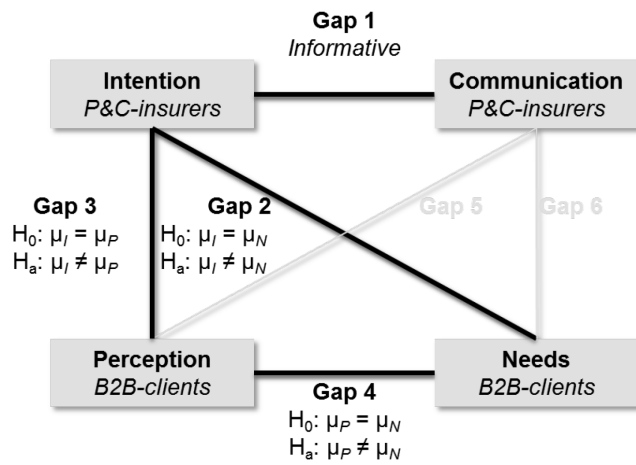 Gap 1
Informative
Intention
P&C-insurers
Communication
P&C-insurers
Gap 3
H₀: μI = μP
Hₐ: μI ≠ μP
Gap 2
H₀: μI = μN
Hₐ: μI ≠ μN
Gap 5
Gap 6
Perception
B2B-clients
Needs
B2B-clients
Gap 4
H₀: μP = μN
Hₐ: μP ≠ μN